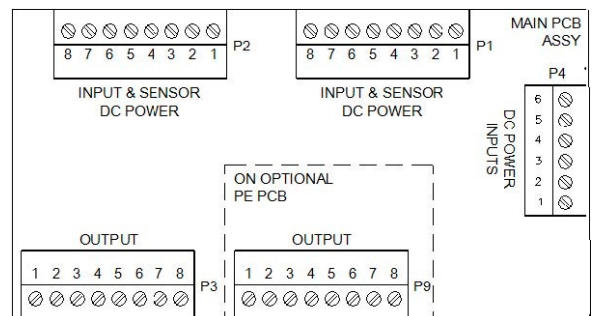 8 7 6 5 4 3 2 1
P2
INPUT & SENSOR
DC POWER
8 7 6 5 4 3 2 1
P1
INPUT & SENSOR
DC POWER
MAIN PCB
ASSY
P4
6
5
4
3
2
1
DC POWER
INPUTS
ON OPTIONAL
PE PCB
OUTPUT
1 2 3 4 5 6 7 8
P3
OUTPUT
1 2 3 4 5 6 7 8
P9